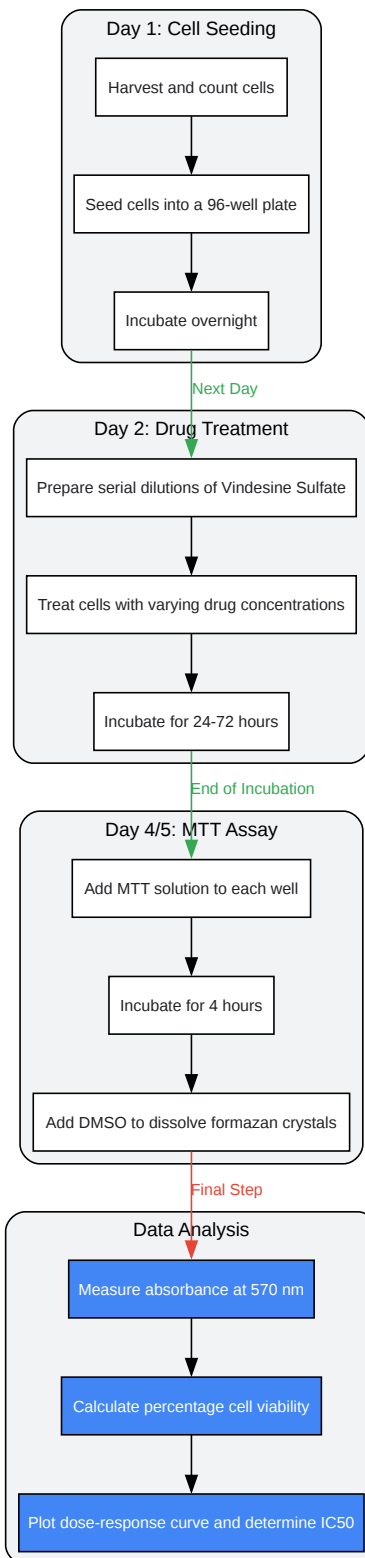 Day 1: Cell Seeding
Harvest and count cells
Seed cells into a 96-well plate
Incubate overnight
Next Day
Day 2: Drug Treatment
Prepare serial dilutions of Vindesine Sulfate
Treat cells with varying drug concentrations
Incubate for 24-72 hours
End of Incubation
Day 4/5: MTT Assay
Add MTT solution to each well
Incubate for 4 hours
Add DMSO to dissolve formazan crystals
Final Step
Data Analysis
Measure absorbance at 570 nm
Calculate percentage cell viability
Plot dose-response curve and determine IC50